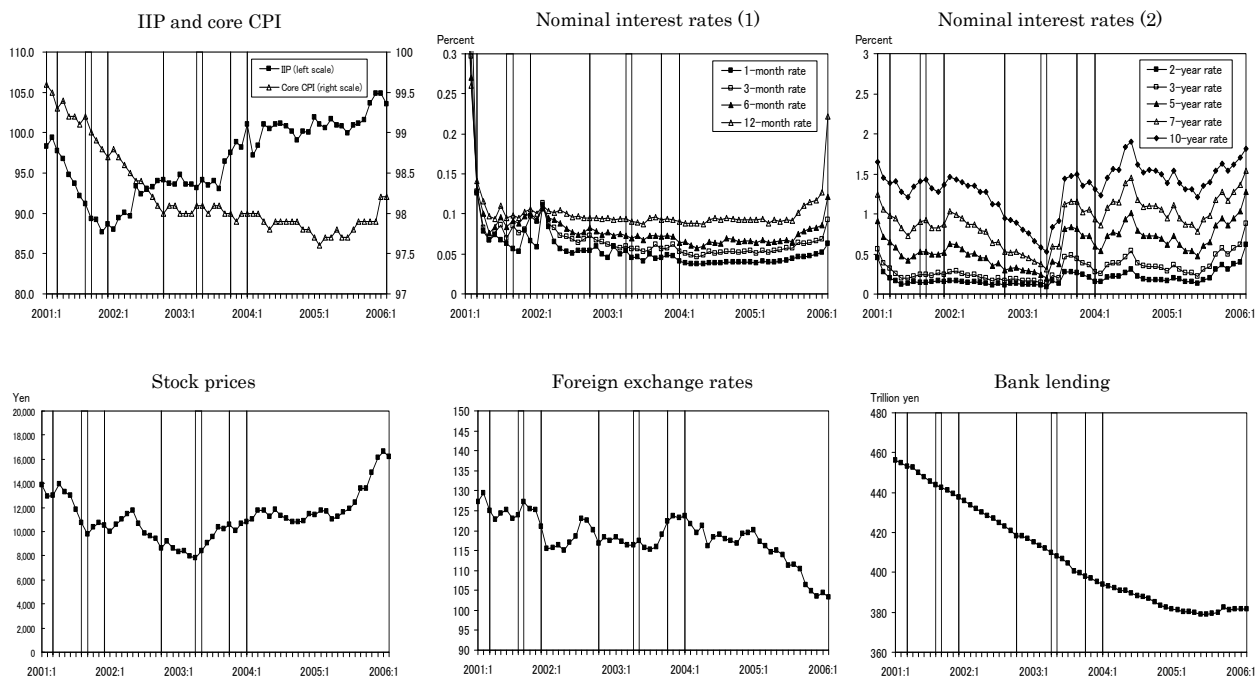 IIP and core CPI
110.0
105.0
100.0
95.0
90.0
85.0
80.0
100
99.5
99
98.5
98
97.5
97
IIP (left scale)
Core CPI (right scale)
2001:1 2002:1 2003:1 2004:1 2005:1 2006:1
Nominal interest rates (1)
Percent
0.3
0.2
0.1
0.05
0
1-month rate
3-month rate
6-month rate
12-month rate
2001:1 2002:1 2003:1 2004:1 2005:1 2006:1
Nominal interest rates (2)
Percent
3
2
2
1
1
0
2-year rate
3-year rate
5-year rate
7-year rate
10-year rate
2001:1 2002:1 2003:1 2004:1 2005:1 2006:1
Stock prices
Yen
20,000
18,000
16,000
14,000
12,000
10,000
8,000
6,000
4,000
2,000
0
2001:1 2002:1 2003:1 2004:1 2005:1 2006:1
Foreign exchange rates
150
145
140
135
130
125
120
115
110
105
100
95
90
2001:1 2002:1 2003:1 2004:1 2005:1 2006:1
Bank lending
Trillion yen
480
460
440
420
400
380
360
2001:1 2002:1 2003:1 2004:1 2005:1 2006:1